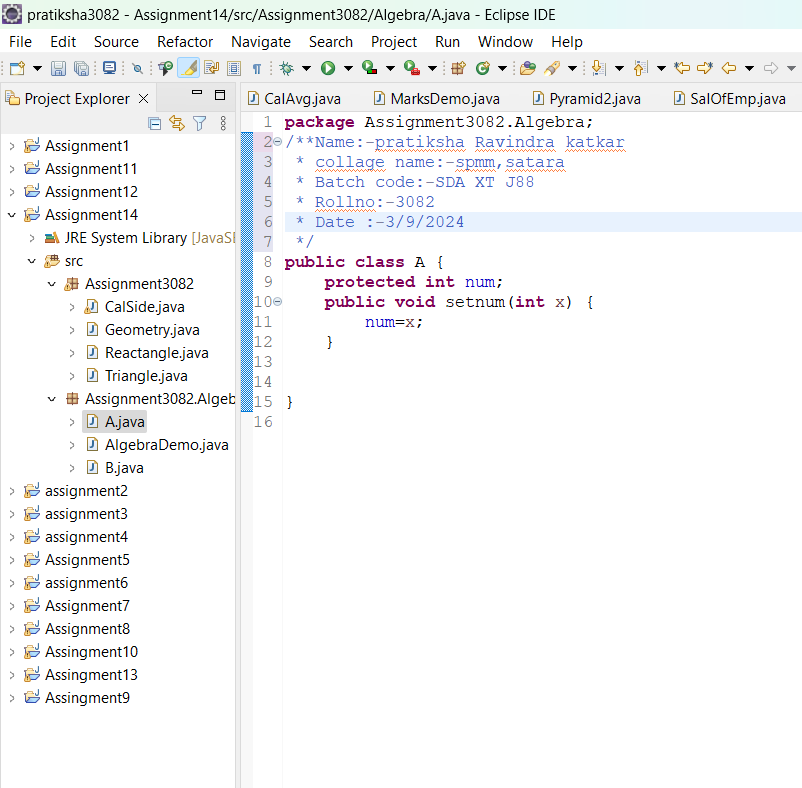 pratiksha3082 - Assignment14/src/Assignment3082/Algebra/A.java - Eclipse IDE
File Edit Source Refactor Navigate Search Project Run Window Help
Project Explorer
CalAvg.java MarksDemo.java Pyramid2.java SalOfEmp.java
Assignment1
Assignment11
Assignment12
Assignment14
JRE System Library [JavaSE
src
Assignment3082
CalSide.java
Geometry.java
Reactangle.java
Triangle.java
Assignment3082.Algeb
A.java
AlgebraDemo.java
B.java
assignment2
assignment3
assignment4
Assignment5
assignment6
Assignment7
Assignment8
Assingment10
Assingment13
Assingment9
1 package Assignment3082.Algebra;
2 /**Name:-pratiksha Ravindra katkar
3 * collage name:-spmm,satara
4 * Batch code:-SDA XT J88
5 * Rollno:-3082
6 * Date :-3/9/2024
7 */
8 public class A {
9 protected int num;
10 public void setnum(int x) {
11 num=x;
12 }
13
14
15 }
16